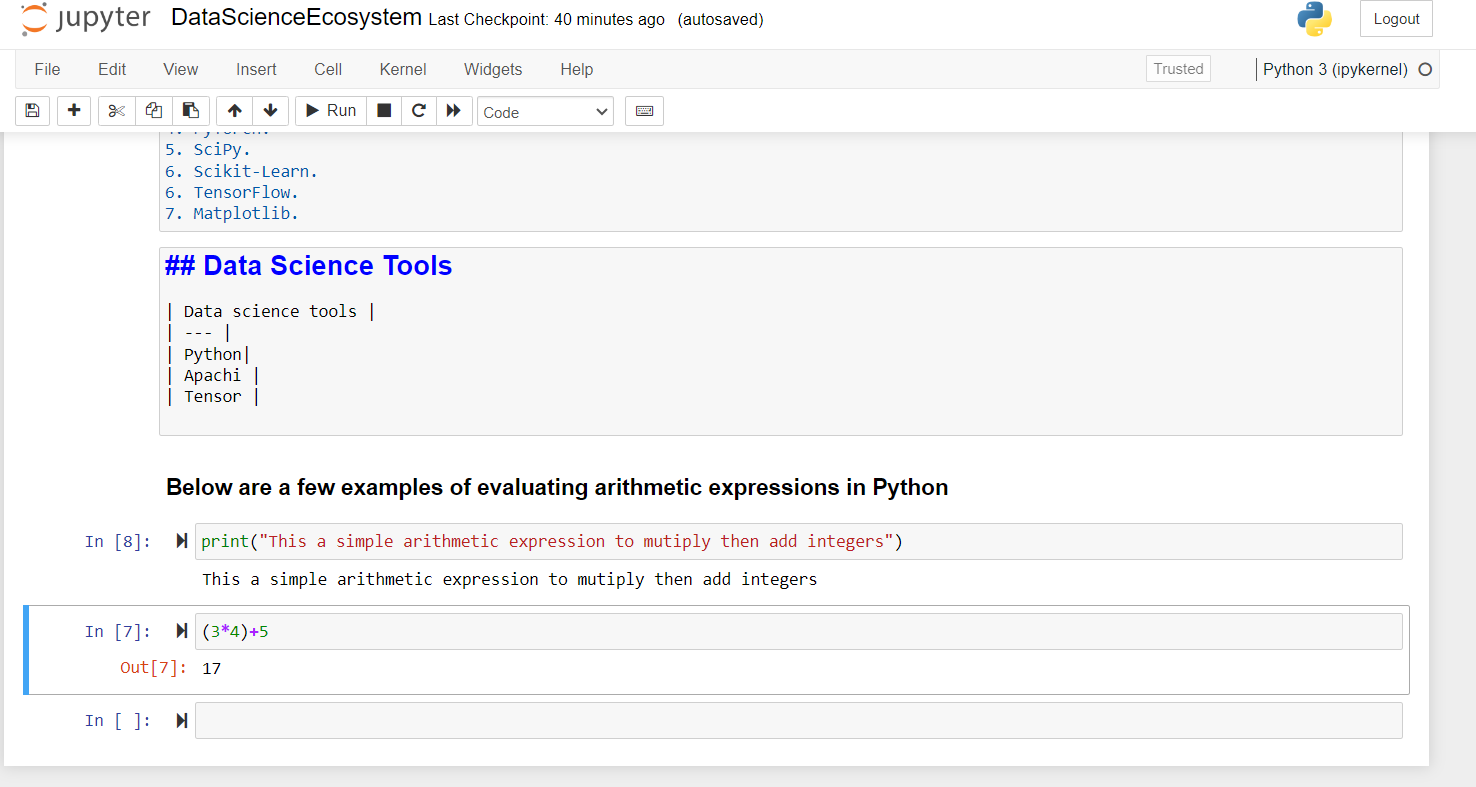 jupyter DataScienceEcosystem Last Checkpoint: 40 minutes ago (autosaved) Logout
File Edit View Insert Cell Kernel Widgets Help Trusted Python 3 (ipykernel)
Run Code
5. SciPy.
6. Scikit-Learn.
6. TensorFlow.
7. Matplotlib.
## Data Science Tools
| Data science tools |
| --- |
| Python|
| Apachi |
| Tensor |
Below are a few examples of evaluating arithmetic expressions in Python
In [8]: print("This a simple arithmetic expression to mutiply then add integers")
This a simple arithmetic expression to mutiply then add integers
In [7]: (3*4)+5
Out[7]: 17
In [ ]: